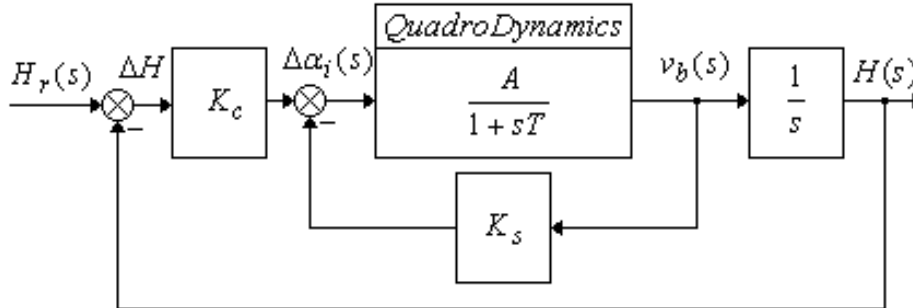 QuadroDynamics
H_r(s)
ΔH
K_c
Δα_i(s)
A
1 + sT
v_b(s)
1
s
H(s)
K_s
−
−